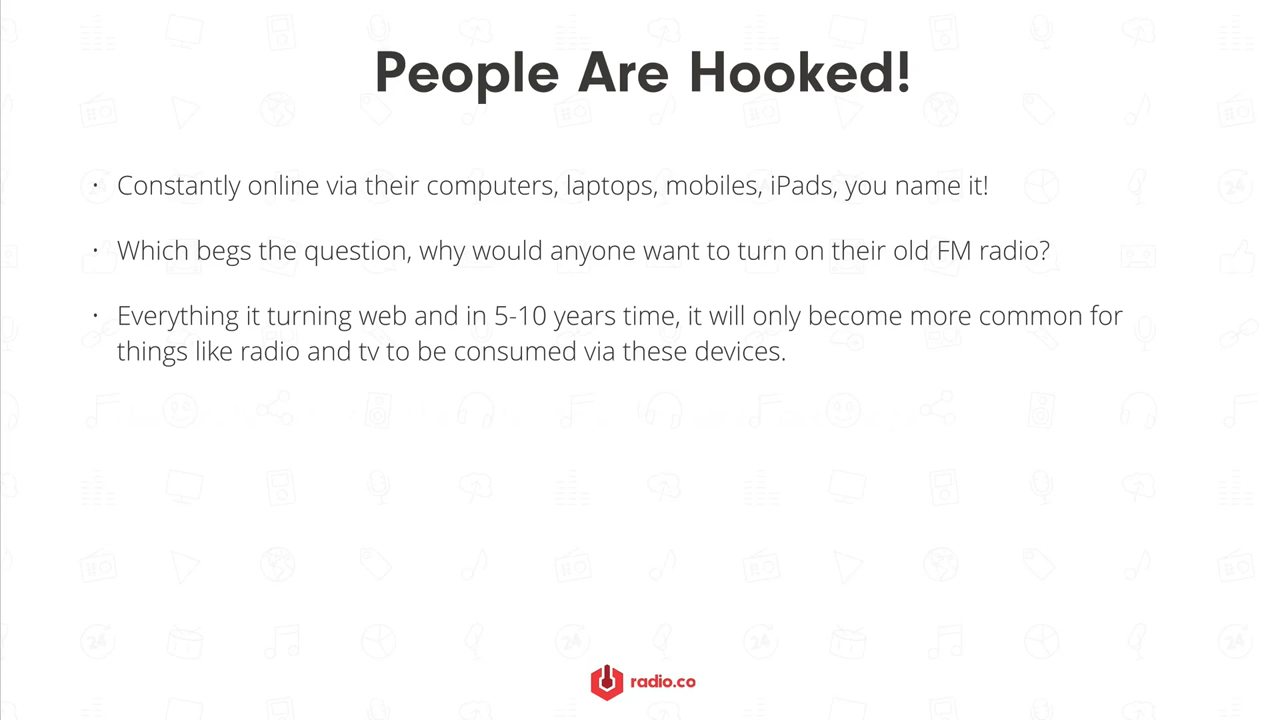 People Are Hooked!
· Constantly online via their computers, laptops, mobiles, iPads, you name it!
· Which begs the question, why would anyone want to turn on their old FM radio?
· Everything it turning web and in 5-10 years time, it will only become more common for
things like radio and tv to be consumed via these devices.
radio.co